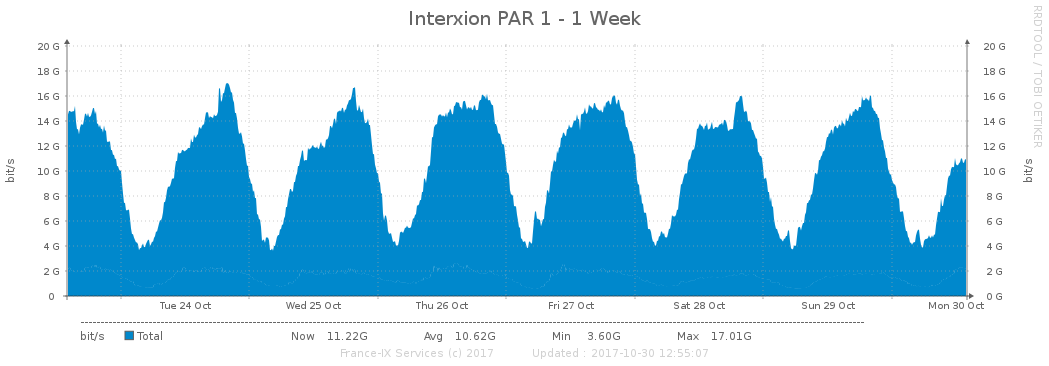 Interxion PAR 1 - 1 Week
RRDTOOL / TOBI OETIKER
bit/s
bit/s
20 G 20 G
18 G 18 G
16 G 16 G
14 G 14 G
12 G 12 G
10 G 10 G
8 G 8 G
6 G 6 G
4 G 4 G
2 G 2 G
0 0 G
Tue 24 Oct Wed 25 Oct Thu 26 Oct Fri 27 Oct Sat 28 Oct Sun 29 Oct Mon 30 Oct
bit/s Total Now 11.22G Avg 10.62G Min 3.60G Max 17.01G
France-IX Services (c) 2017 Updated : 2017-10-30 12:55:07